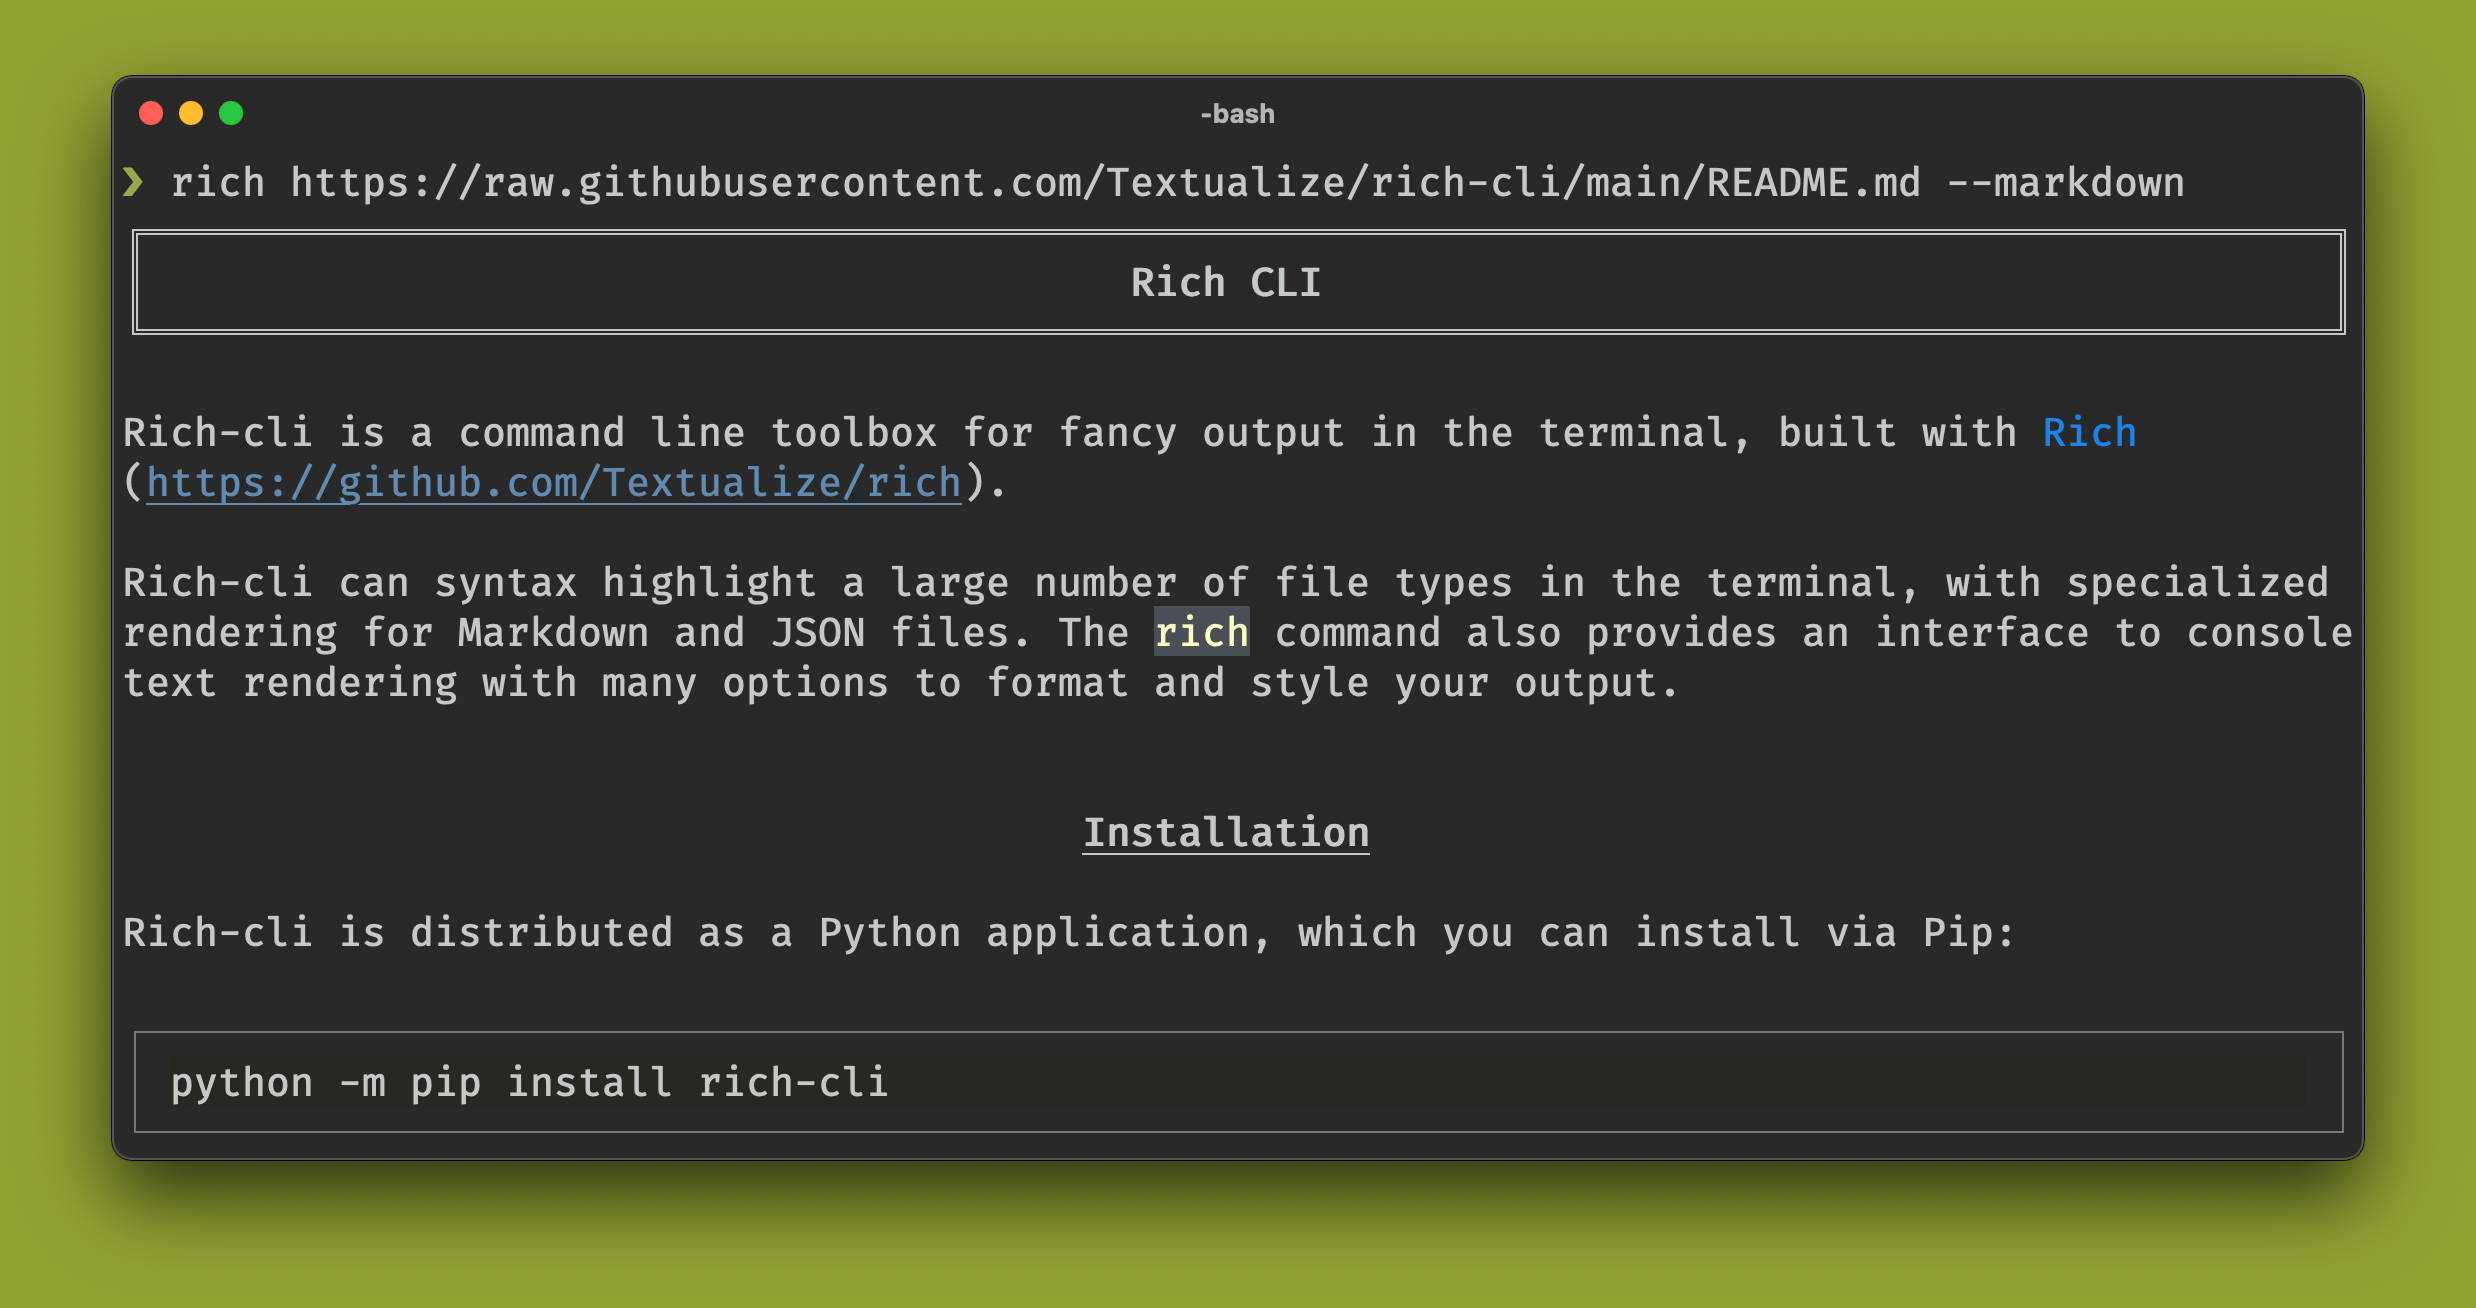 -bash
❯ rich https://raw.githubusercontent.com/Textualize/rich-cli/main/README.md --markdown
Rich CLI
Rich-cli is a command line toolbox for fancy output in the terminal, built with Rich
(https://github.com/Textualize/rich).
Rich-cli can syntax highlight a large number of file types in the terminal, with specialized
rendering for Markdown and JSON files. The rich command also provides an interface to console
text rendering with many options to format and style your output.
Installation
Rich-cli is distributed as a Python application, which you can install via Pip:
python -m pip install rich-cli